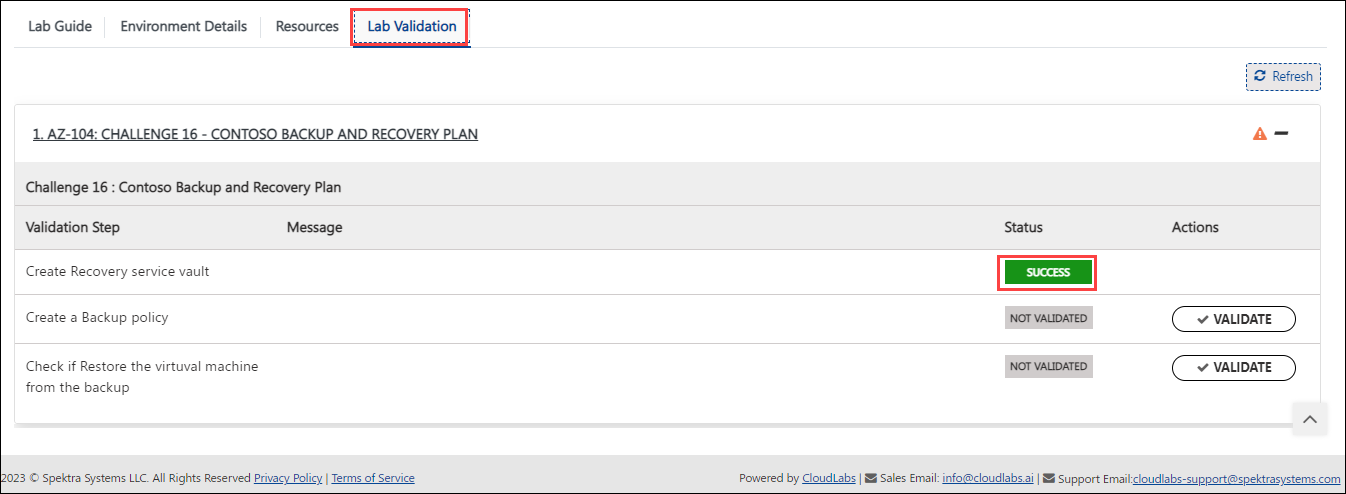 Lab Guide Environment Details Resources Lab Validation
Refresh
1. AZ-104: CHALLENGE 16 - CONTOSO BACKUP AND RECOVERY PLAN
Challenge 16 : Contoso Backup and Recovery Plan
Validation Step Message Status Actions
Create Recovery service vault SUCCESS
Create a Backup policy NOT VALIDATED VALIDATE
Check if Restore the virtuval machine NOT VALIDATED VALIDATE
from the backup
2023 © Spektra Systems LLC. All Rights Reserved Privacy Policy | Terms of Service Powered by CloudLabs | Sales Email: info@cloudlabs.ai | Support Email:cloudlabs-support@spektrasystems.com